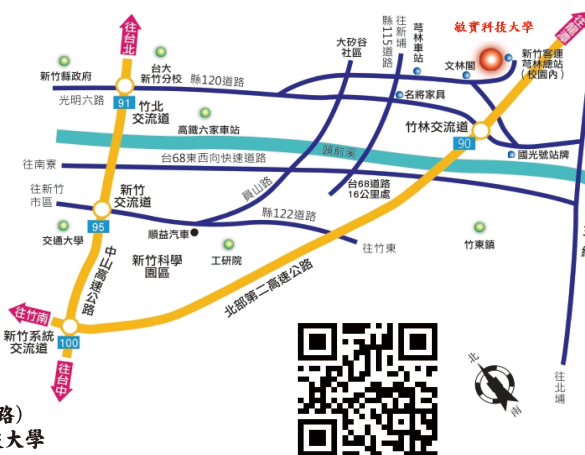 往台北
新竹縣政府
台大
新竹分校
縣120道路
光明六路
91
竹北
交流道
高鐵六家車站
大矽谷
社區
往新埔
縣115道路
芎林車站
敏實科技大學
文林閣
新竹客運
芎林總站
(校園內)
名將家具
竹林交流道
90
國光號站牌
頭前溪
往南寮
台68東西向快速道路
往新竹
市區
新竹
交流道
95
員山路
台68道路
16公里處
縣122道路
往竹東
交通大學
順益汽車
新竹科學
園區
工研院
竹東鎮
中山高速公路
北部第二高速公路
往竹南
新竹系統
交流道
100
往台中
北
南
往北埔
路)
大學